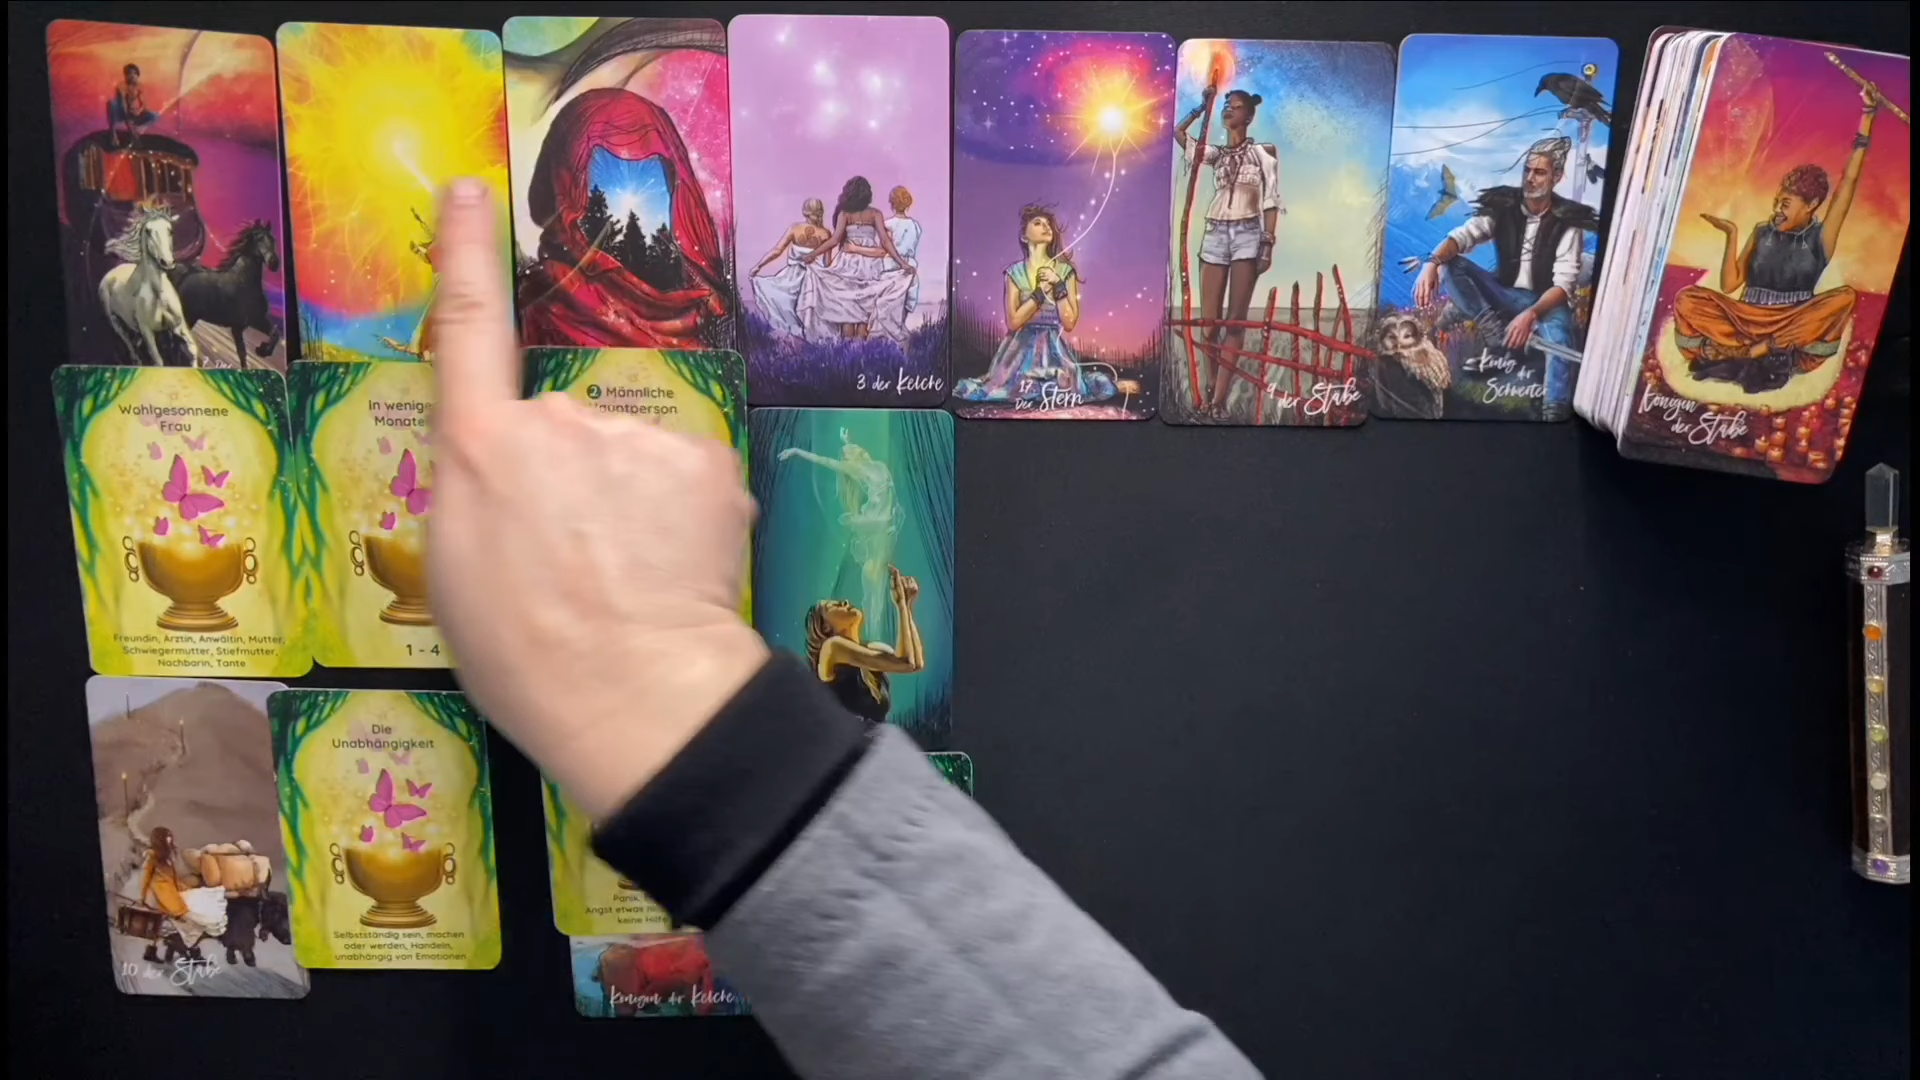 3 der Kelche
17.
Der Stern
9
der Stäbe
König
der
Schwerter
Königin
der Stäbe
7. Der
Wohlgesonnene
Frau
Freundin, Ärztin, Anwältin, Mutter,
Schwiegermutter, Stiefmutter,
Nachbarin, Tante
In wenige
Monate
1 - 4
2 Männliche
Hauptperson
10 der Stäbe
Die
Unabhängigkeit
Selbstständig sein, machen
oder werden, Handeln,
unabhängig von Emotionen
Panik,
Angst etwas
keine Hilfe
Königin der Kelche